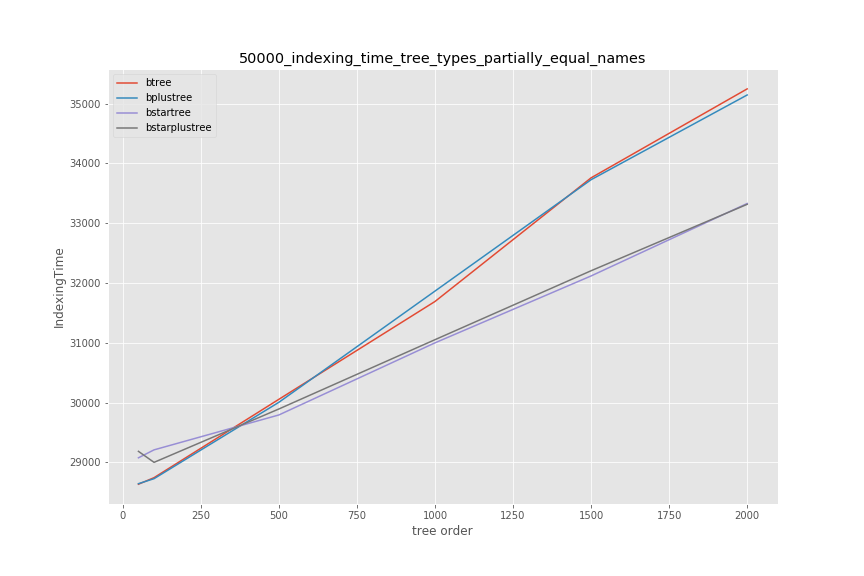 50000_indexing_time_tree_types_partially_equal_names
btree
bplustree
bstartree
bstarplustree
35000
34000
33000
32000
31000
30000
29000
IndexingTime
0 250 500 750 1000 1250 1500 1750 2000
tree order